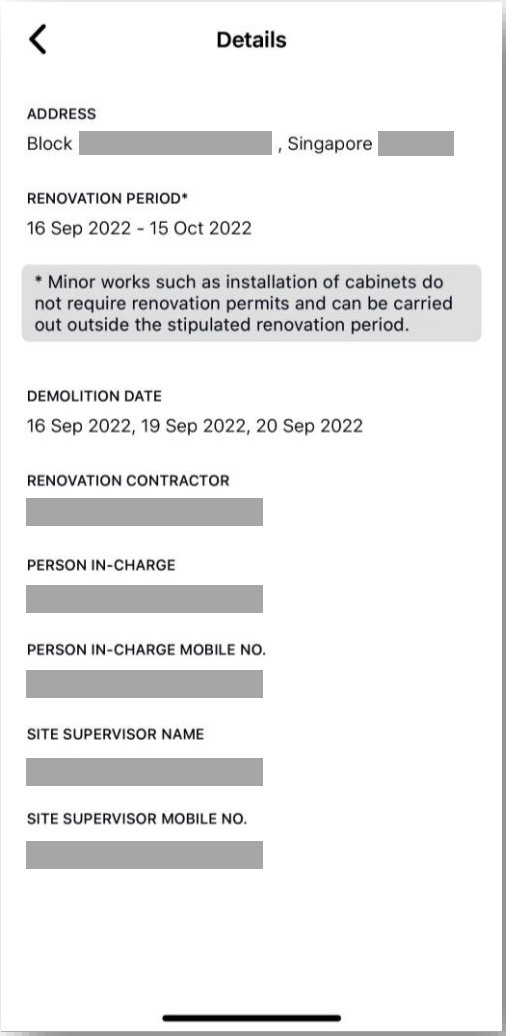 Details
ADDRESS
Block , Singapore
RENOVATION PERIOD*
16 Sep 2022 - 15 Oct 2022
* Minor works such as installation of cabinets do
not require renovation permits and can be carried
out outside the stipulated renovation period.
DEMOLITION DATE
16 Sep 2022, 19 Sep 2022, 20 Sep 2022
RENOVATION CONTRACTOR
PERSON IN-CHARGE
PERSON IN-CHARGE MOBILE NO.
SITE SUPERVISOR NAME
SITE SUPERVISOR MOBILE NO.